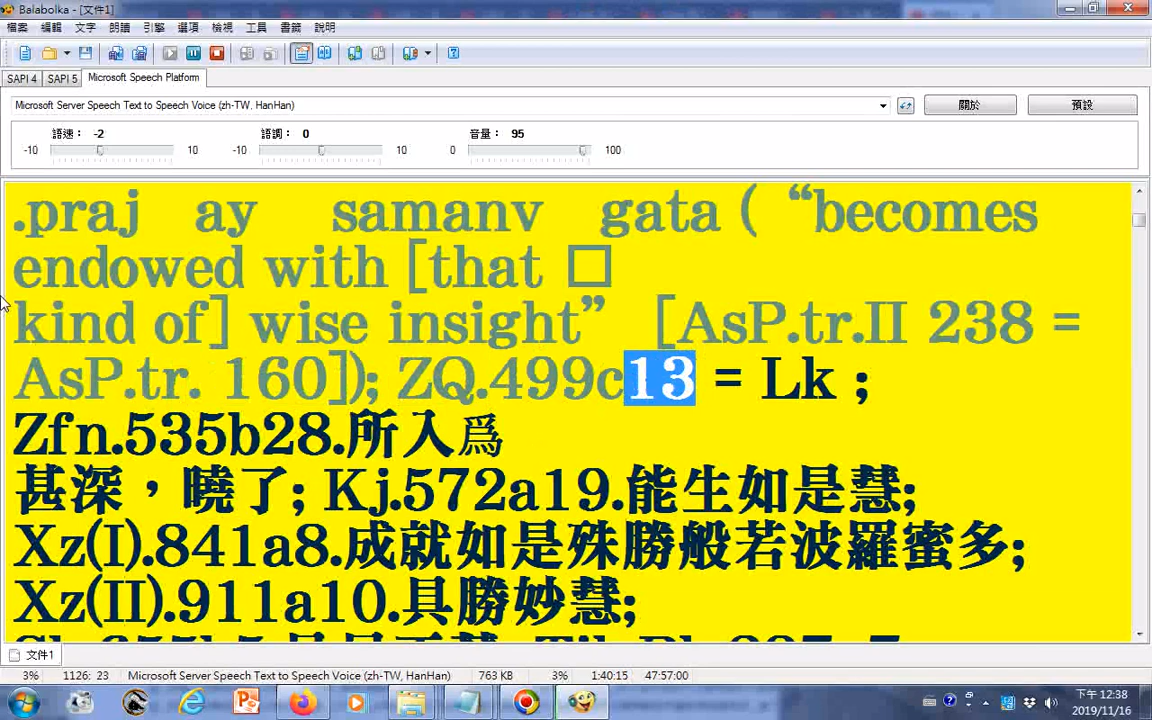 Balabolka - [文件1]
檔案 編輯 文字 朗讀 引擎 選項 檢視 工具 書籤 說明
SAPI 4 SAPI 5 Microsoft Speech Platform
Microsoft Server Speech Text to Speech Voice (zh-TW, HanHan) 關於 預設
語速： -2 語調： 0 音量： 95
-10 10 -10 10 0 100
.praj ay samanv gata ( “becomes
endowed with [that □
kind of] wise insight” [AsP.tr.II 238 =
AsP.tr. 160]); ZQ.499c13 = Lk ;
Zfn.535b28.所入爲
甚深，曉了; Kj.572a19.能生如是慧;
Xz(I).841a8.成就如是殊勝般若波羅蜜多;
Xz(II).911a10.具勝妙慧;
文件1
3% 1126: 23 Microsoft Server Speech Text to Speech Voice (zh-TW, HanHan) 763 KB 3% 1:40:15 47:57:00
下午 12:38
2019/11/16